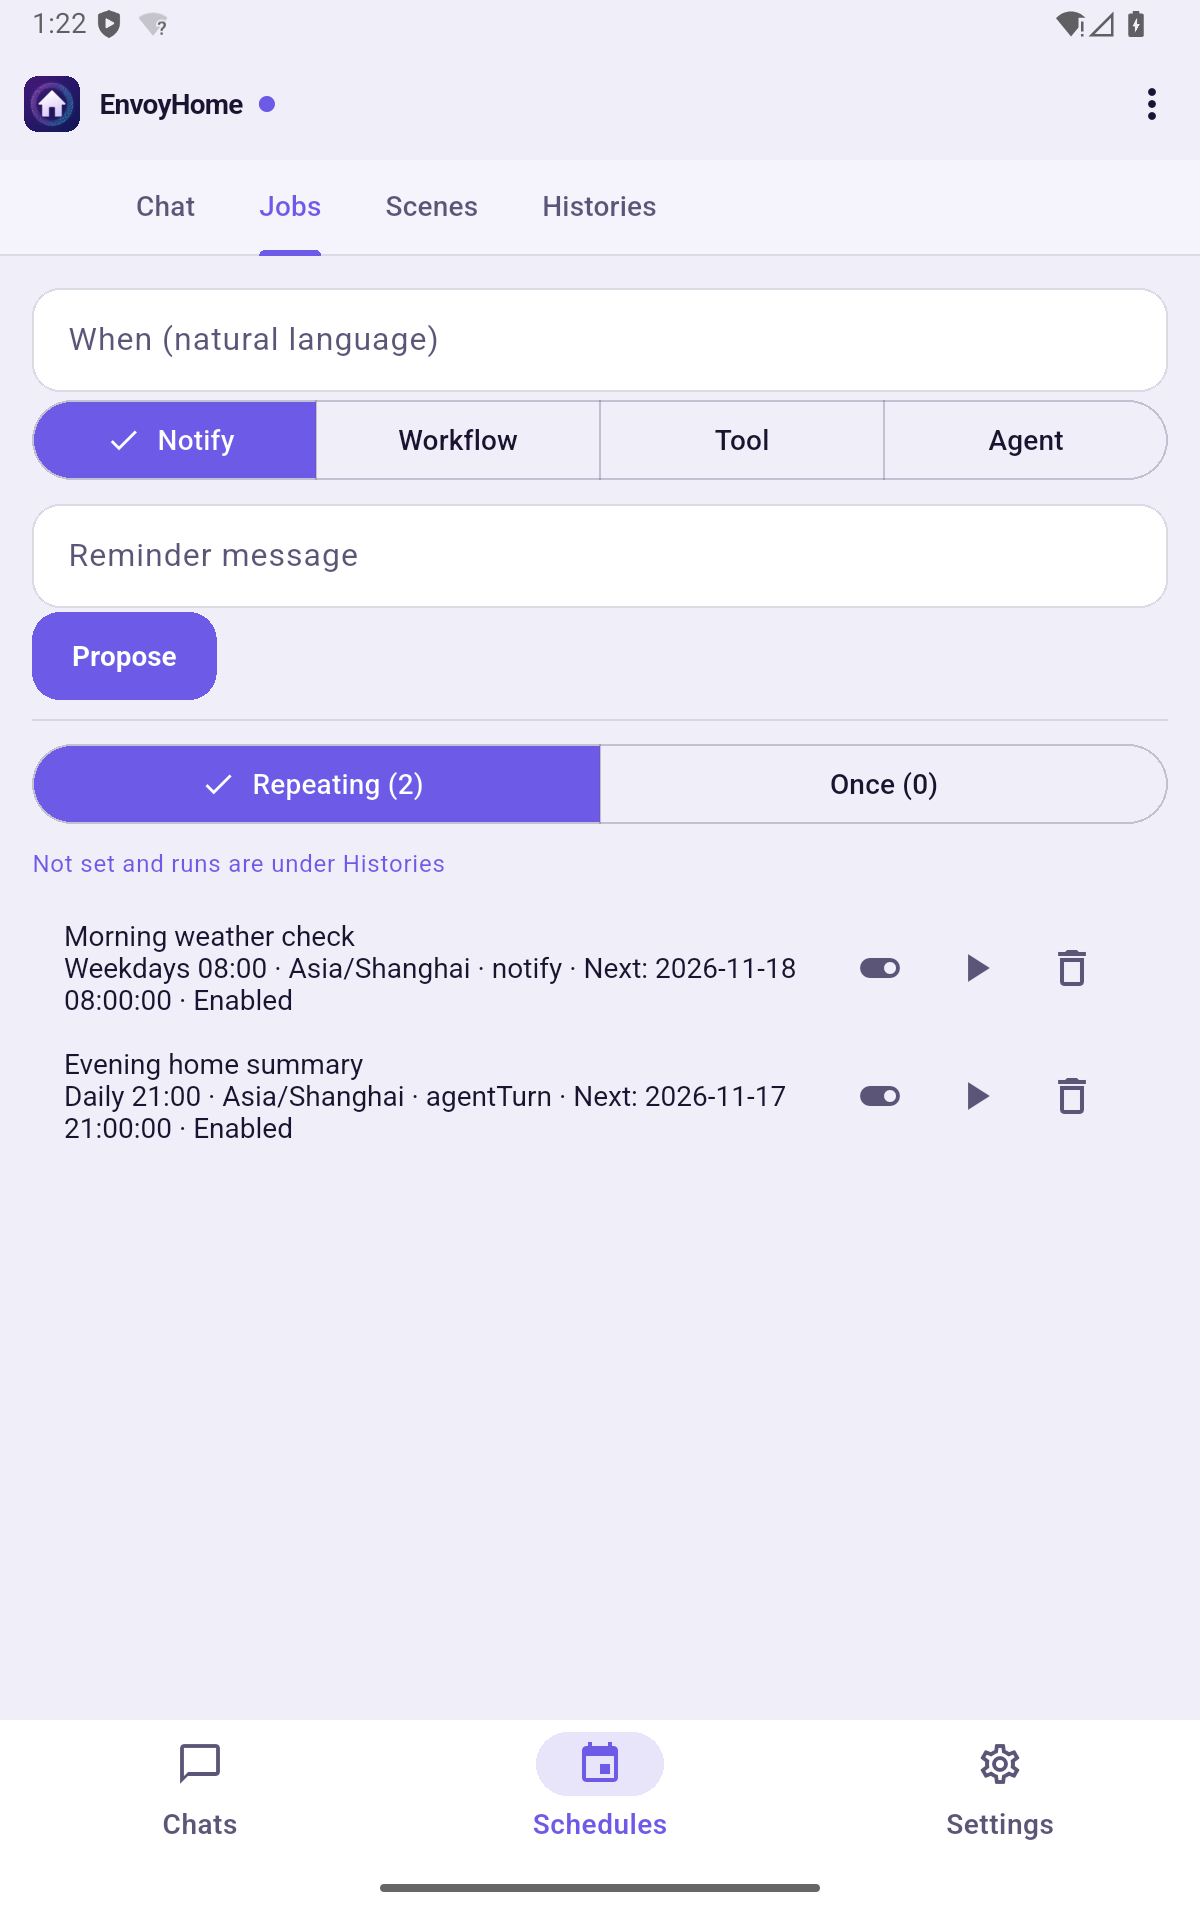 1:22
EnvoyHome
Chat Jobs Scenes Histories
When (natural language)
Notify Workflow Tool Agent
Reminder message
Propose
Repeating (2) Once (0)
Not set and runs are under Histories
Morning weather check
Weekdays 08:00 · Asia/Shanghai · notify · Next: 2026-11-18
08:00:00 · Enabled
Evening home summary
Daily 21:00 · Asia/Shanghai · agentTurn · Next: 2026-11-17
21:00:00 · Enabled
Chats Schedules Settings